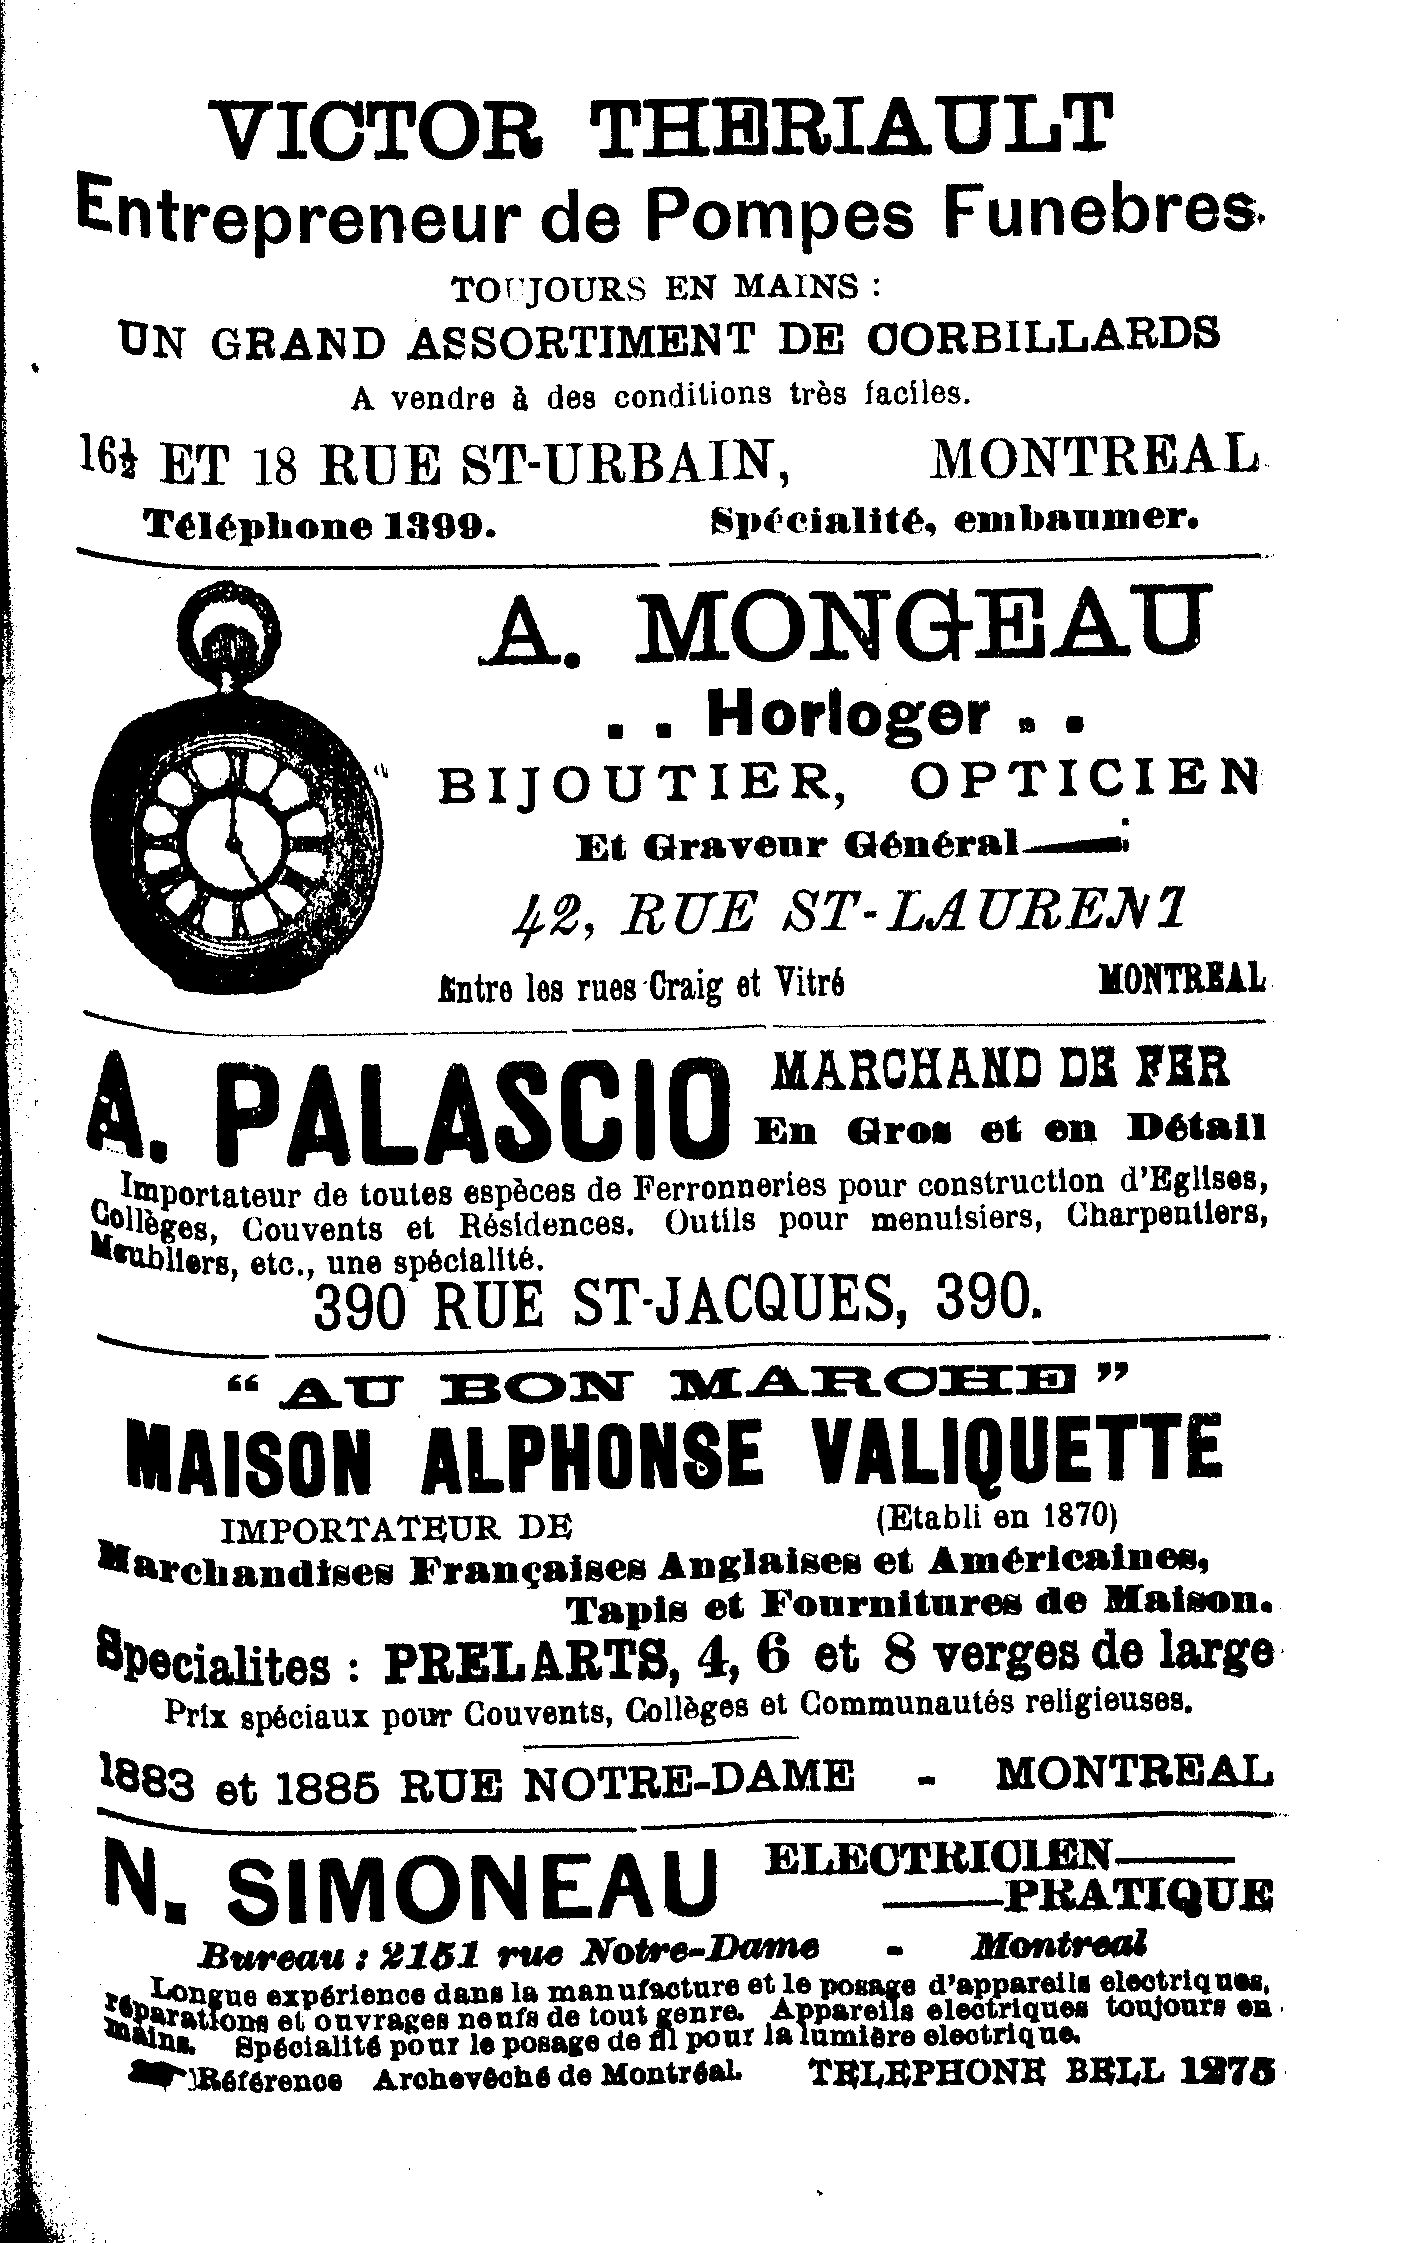 VICTOR THERIAULT
Entrepreneur de Pompes Funebres.
TOUJOURS EN MAINS :
UN GRAND ASSORTIMENT DE CORBILLARDS
A vendre à des conditions très faciles.
16½ ET 18 RUE ST-URBAIN, MONTREAL
Téléphone 1399. Spécialité, embaumer.
A. MONGEAU
. . Horloger . .
BIJOUTIER, OPTICIEN
Et Graveur Général
42, RUE ST-LAURENT
Entre les rues Craig et Vitré MONTREAL
A. PALASCIO MARCHAND DE FER
En Gros et en Détail
Importateur de toutes espèces de Ferronneries pour construction d'Eglises,
Collèges, Couvents et Résidences. Outils pour menuisiers, Charpentiers,
Meubliers, etc., une spécialité.
390 RUE ST-JACQUES, 390.
“ AU BON MARCHE ”
MAISON ALPHONSE VALIQUETTE
IMPORTATEUR DE (Etabli en 1870)
Marchandises Françaises Anglaises et Américaines,
Tapis et Fournitures de Maison.
Specialites : PRELARTS, 4, 6 et 8 verges de large
Prix spéciaux pour Couvents, Collèges et Communautés religieuses.
1883 et 1885 RUE NOTRE-DAME - MONTREAL
N. SIMONEAU ELECTRICIEN
PRATIQUE
Bureau : 2151 rue Notre-Dame - Montreal
Longue expérience dans la manufacture et le posage d'appareils electriques,
réparations et ouvrages neufs de tout genre. Appareils electriques toujours en
mains. Spécialité pour le posage de fil pour la lumière electrique.
Référence Archevêché de Montréal. TELEPHONE BELL 1275